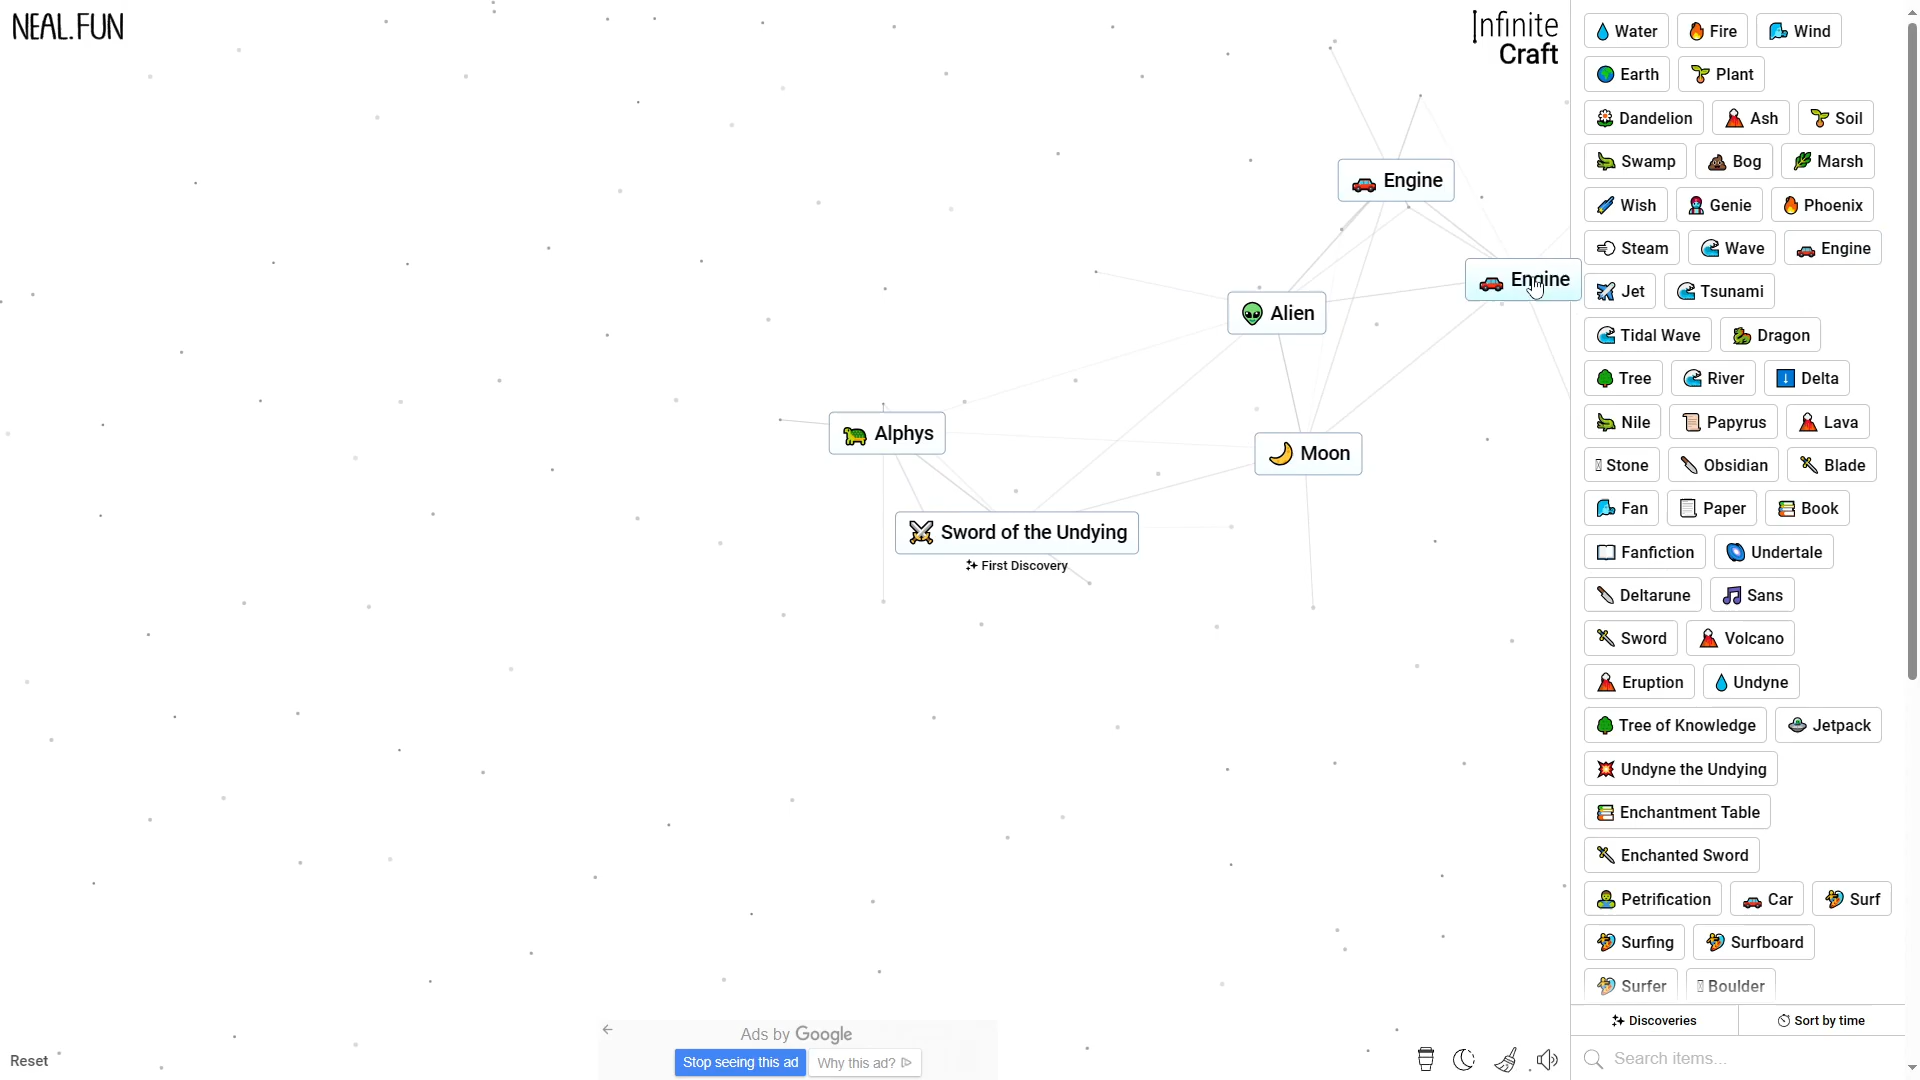 NEAL.FUN
Infinite
Craft
Engine
Engine
Alien
Alphys
Moon
Sword of the Undying
First Discovery
Water Fire Wind
Earth Plant
Dandelion Ash Soil
Swamp Bog Marsh
Wish Genie Phoenix
Steam Wave Engine
Jet Tsunami
Tidal Wave Dragon
Tree River Delta
Nile Papyrus Lava
Stone Obsidian Blade
Fan Paper Book
Fanfiction Undertale
Deltarune Sans
Sword Volcano
Eruption Undyne
Tree of Knowledge Jetpack
Undyne the Undying
Enchantment Table
Enchanted Sword
Petrification Car Surf
Surfing Surfboard
Surfer Boulder
Discoveries Sort by time
Search items...
Ads by Google
Stop seeing this ad Why this ad?
Reset